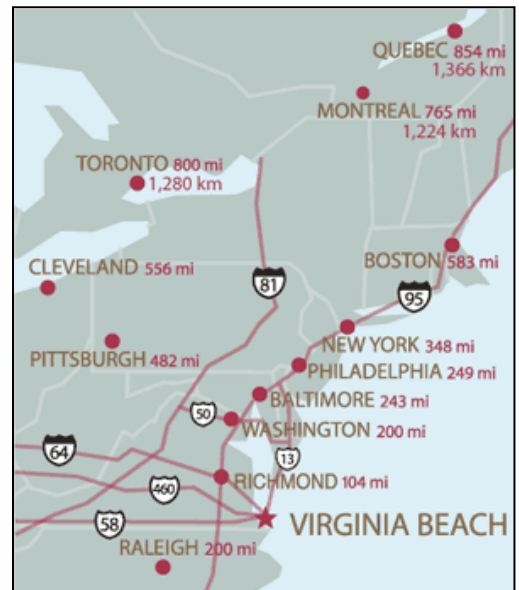 QUEBEC 854 mi
1,366 km
MONTREAL 765 mi
1,224 km
TORONTO 800 mi
1,280 km
BOSTON 583 mi
CLEVELAND 556 mi
81
95
NEW YORK 348 mi
PITTSBURGH 482 mi
PHILADELPHIA 249 mi
BALTIMORE 243 mi
50
WASHINGTON 200 mi
64
13
RICHMOND 104 mi
460
58
VIRGINIA BEACH
RALEIGH 200 mi